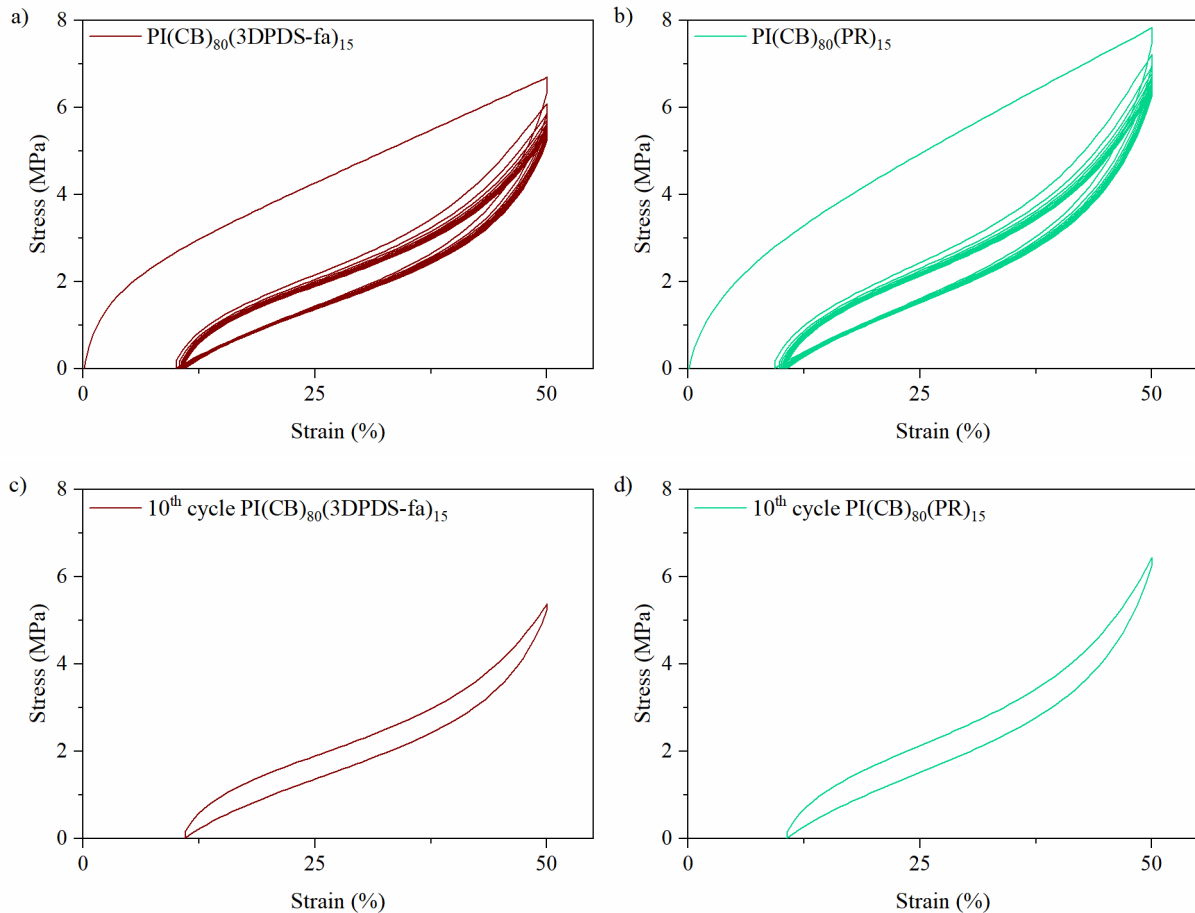 a)
PI(CB)₈₀(3DPDS-fa)₁₅
8
6
4
2
0
Stress (MPa)
0 25 50
Strain (%)
b)
PI(CB)₈₀(PR)₁₅
8
6
4
2
0
Stress (MPa)
0 25 50
Strain (%)
c)
10ᵗʰ cycle PI(CB)₈₀(3DPDS-fa)₁₅
8
6
4
2
0
Stress (MPa)
0 25 50
Strain (%)
d)
10ᵗʰ cycle PI(CB)₈₀(PR)₁₅
8
6
4
2
0
Stress (MPa)
0 25 50
Strain (%)